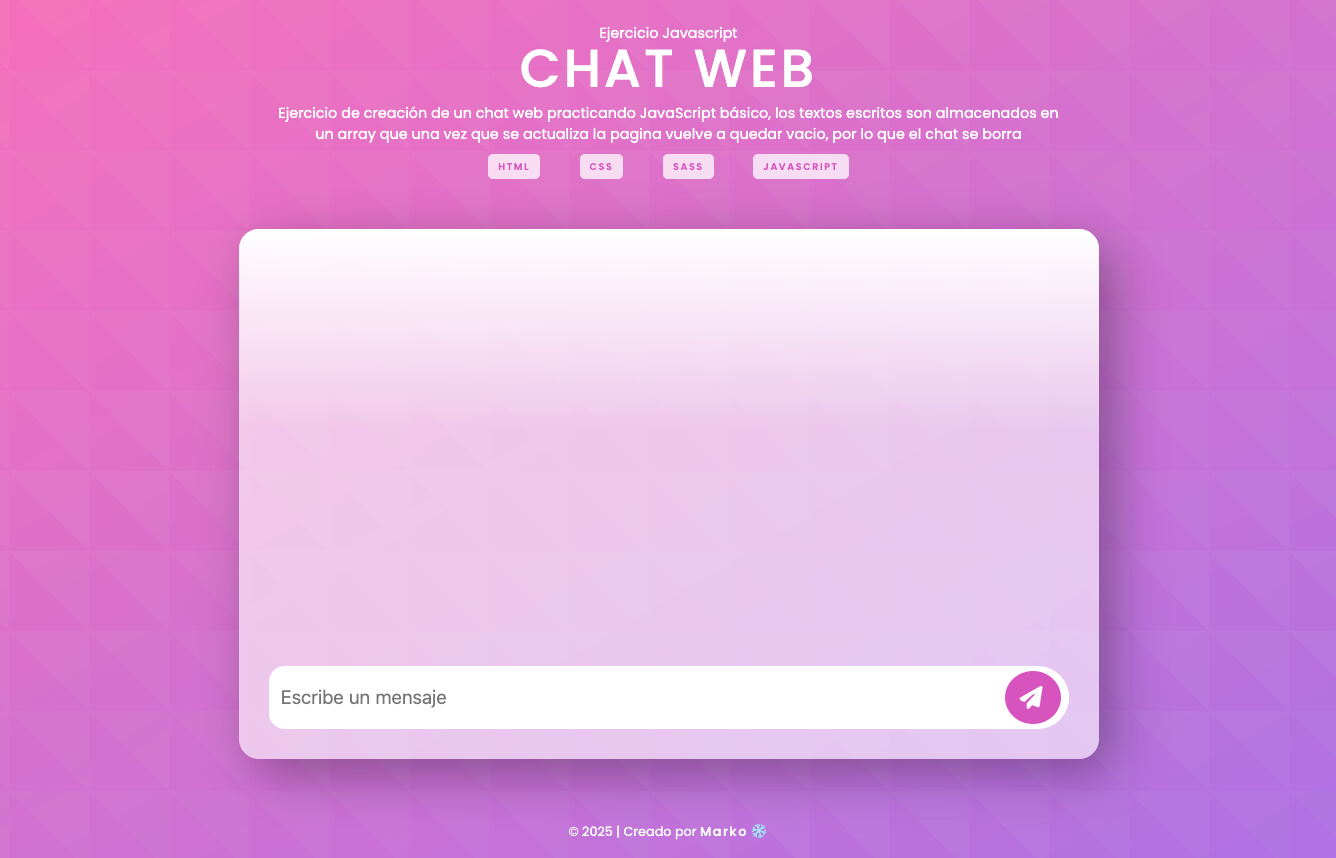 Ejercicio Javascript
CHAT WEB
Ejercicio de creación de un chat web practicando JavaScript básico, los textos escritos son almacenados en
un array que una vez que se actualiza la pagina vuelve a quedar vacio, por lo que el chat se borra
HTML CSS SASS JAVASCRIPT
Escribe un mensaje
© 2025 | Creado por Marko ❄️